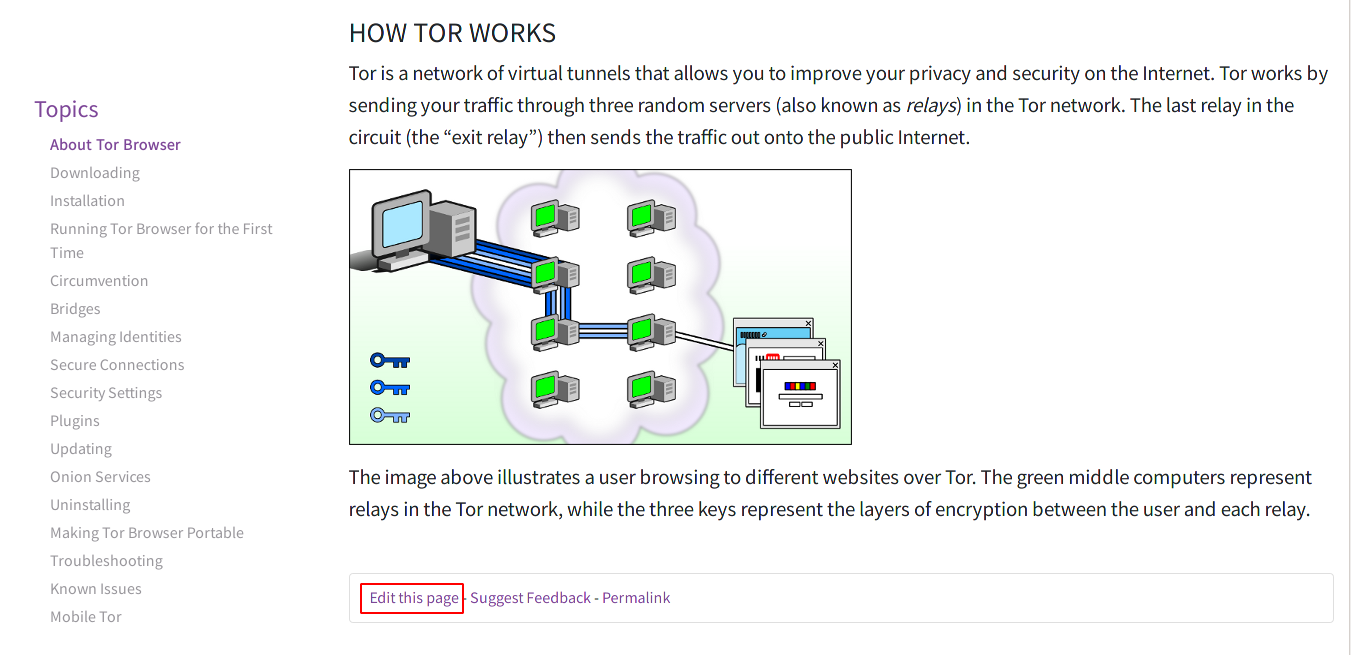 HOW TOR WORKS
Tor is a network of virtual tunnels that allows you to improve your privacy and security on the Internet. Tor works by
sending your traffic through three random servers (also known as relays) in the Tor network. The last relay in the
circuit (the “exit relay”) then sends the traffic out onto the public Internet.
Topics
About Tor Browser
Downloading
Installation
Running Tor Browser for the First
Time
Circumvention
Bridges
Managing Identities
Secure Connections
Security Settings
Plugins
Updating
Onion Services
Uninstalling
Making Tor Browser Portable
Troubleshooting
Known Issues
Mobile Tor
The image above illustrates a user browsing to different websites over Tor. The green middle computers represent
relays in the Tor network, while the three keys represent the layers of encryption between the user and each relay.
Edit this page - Suggest Feedback - Permalink